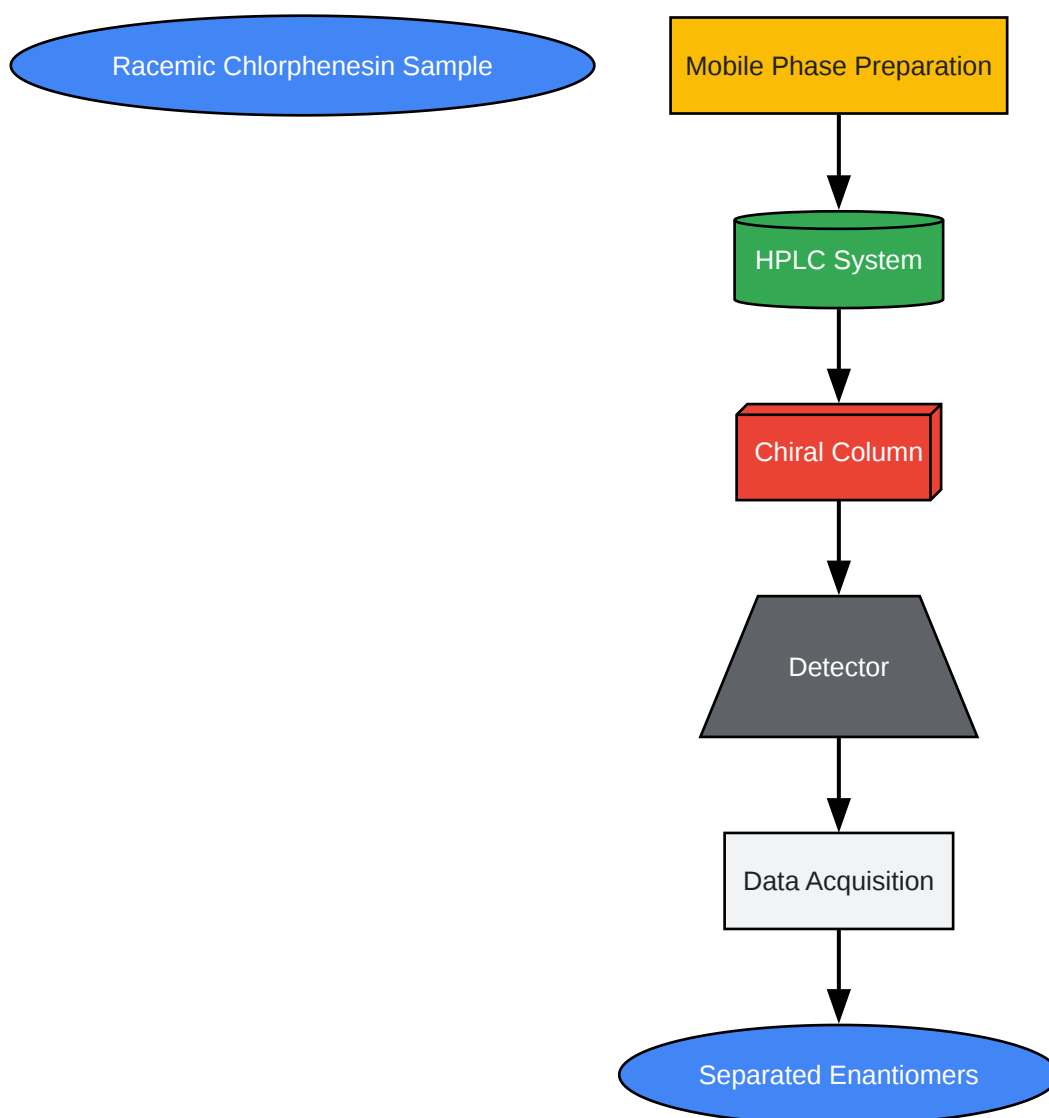 Racemic Chlorphenesin Sample
Mobile Phase Preparation
HPLC System
Chiral Column
Detector
Data Acquisition
Separated Enantiomers